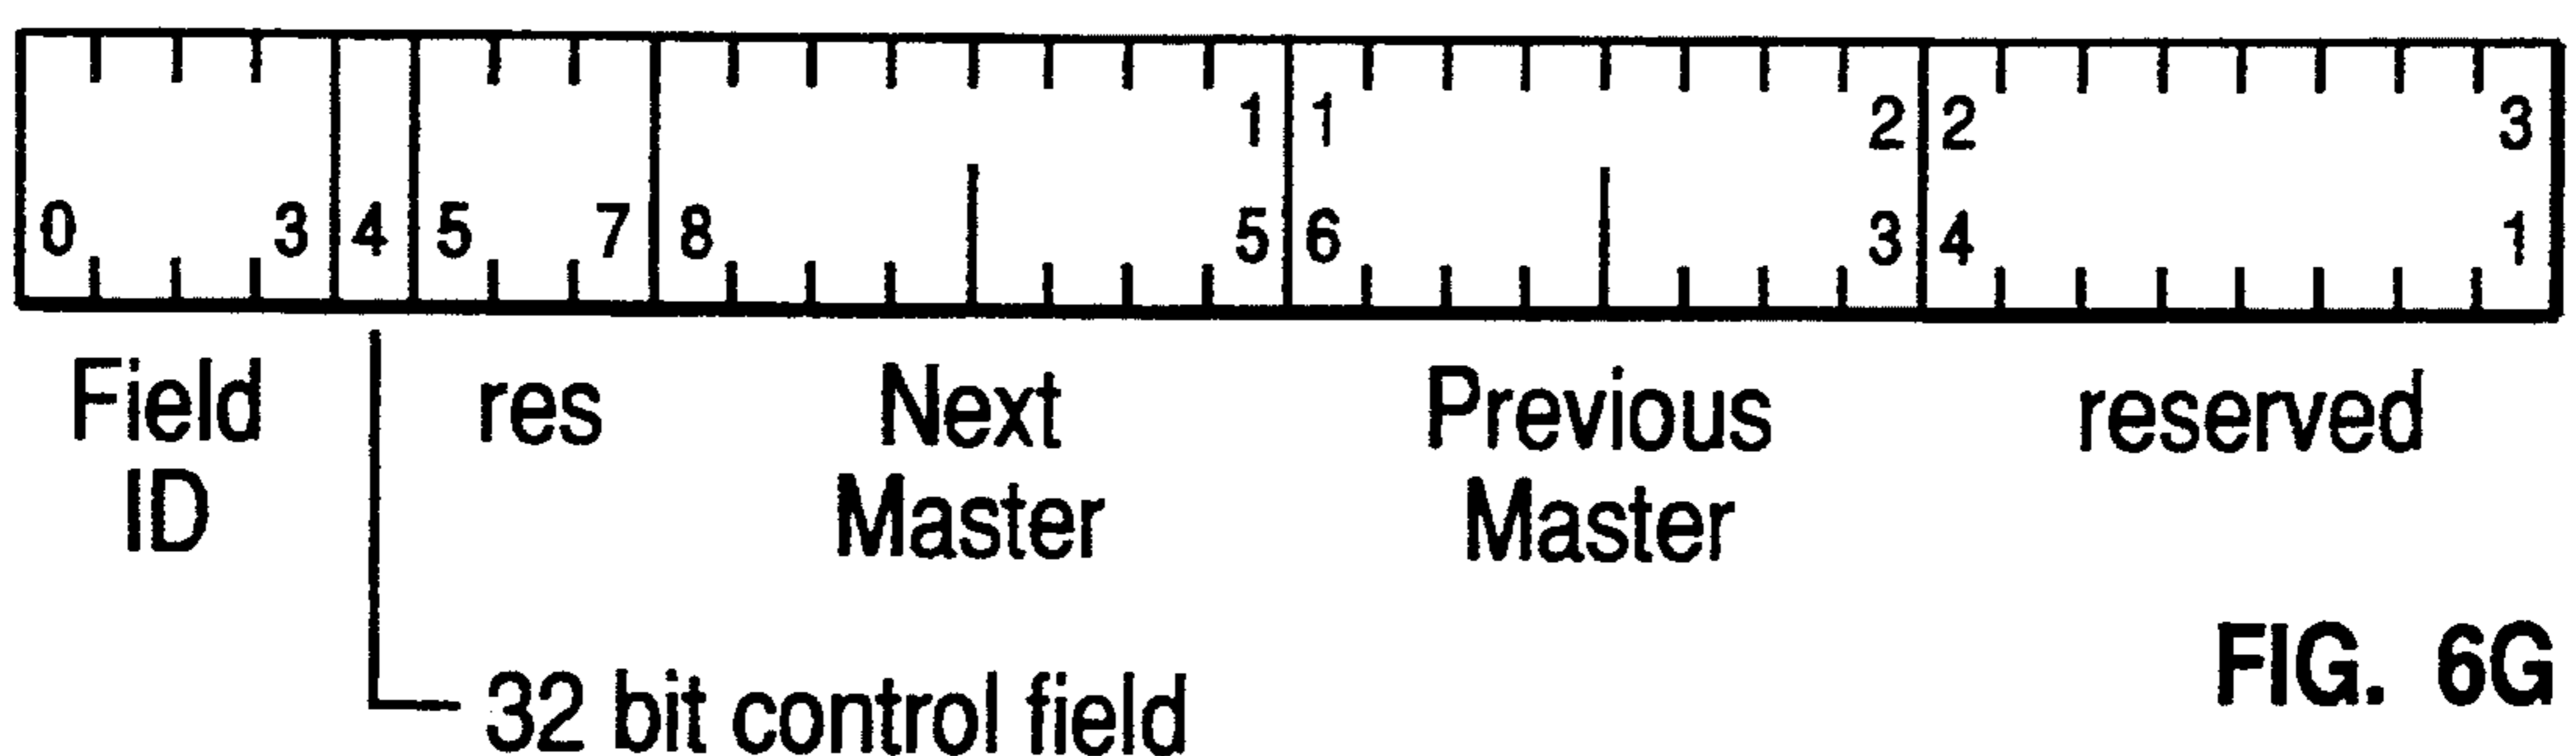 1 1 2 2 3
0 3 4 5 7 8 5 6 3 4 1
Field res Next Previous reserved
ID Master Master
FIG. 6G
32 bit control field